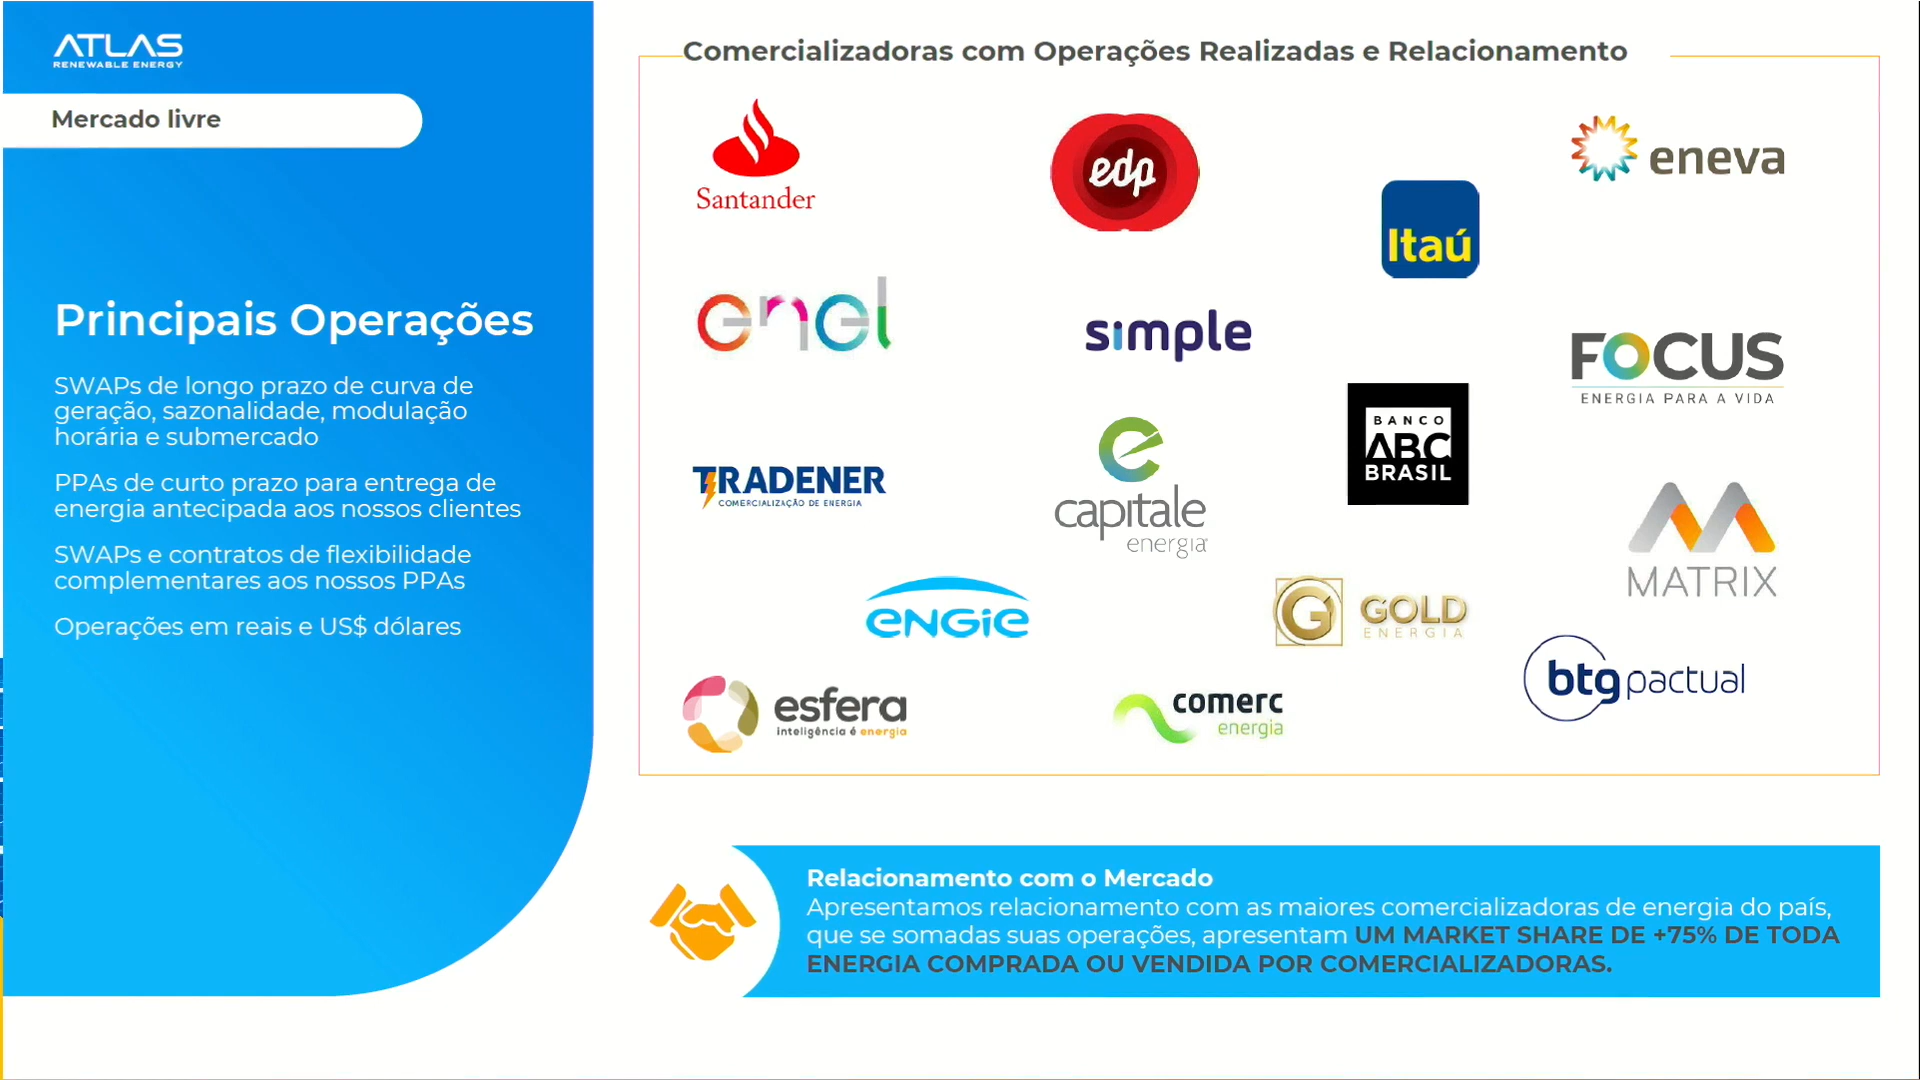 ATLAS
RENEWABLE ENERGY
Mercado livre
Principais Operações
SWAPs de longo prazo de curva de
geração, sazonalidade, modulação
horária e submercado
PPAs de curto prazo para entrega de
energia antecipada aos nossos clientes
SWAPs e contratos de flexibilidade
complementares aos nossos PPAs
Operações em reais e US$ dólares
Comercializadoras com Operações Realizadas e Relacionamento
Santander
edp
eneva
Itaú
enel
simple
FOCUS
ENERGIA PARA A VIDA
TRADENER
COMERCIALIZAÇÃO DE ENERGIA
capitale
energia
BANCO
ABC
BRASIL
MATRIX
ENGIE
G GOLD
ENERGIA
btgpactual
esfera
inteligência é energia
comerc
energia
Relacionamento com o Mercado
Apresentamos relacionamento com as maiores comercializadoras de energia do país,
que se somadas suas operações, apresentam UM MARKET SHARE DE +75% DE TODA
ENERGIA COMPRADA OU VENDIDA POR COMERCIALIZADORAS.